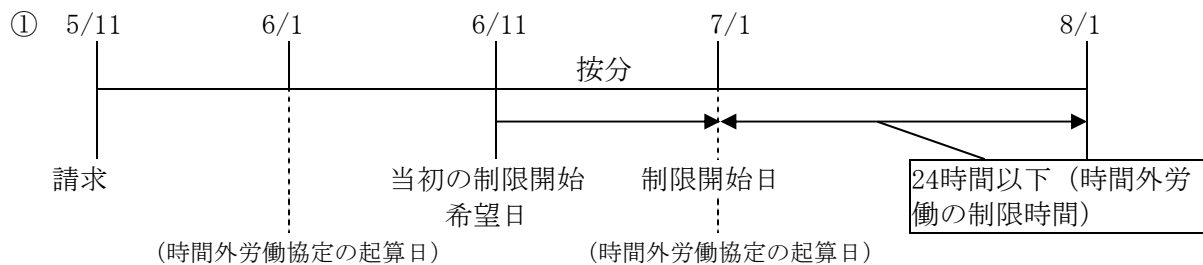 ① 5/11 6/1 6/11 7/1 8/1
按分
請求
当初の制限開始
希望日
制限開始日
24時間以下（時間外労
働の制限時間）
（時間外労働協定の起算日）
（時間外労働協定の起算日）